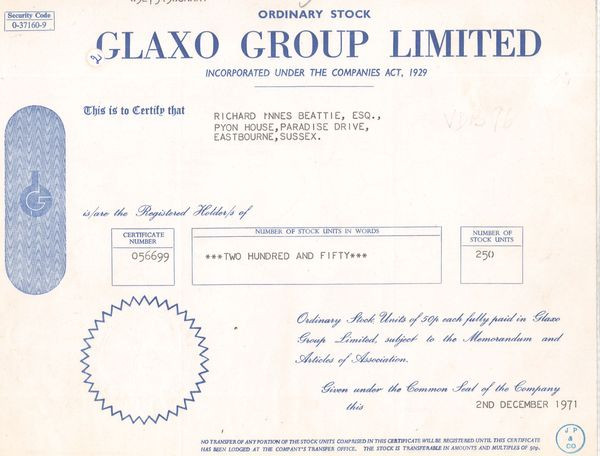 ORDINARY STOCK
Security Code
0-37160-9
GLAXO GROUP LIMITED
INCORPORATED UNDER THE COMPANIES ACT, 1929
This is to Certify that
RICHARD INNES BEATTIE, ESQ.,
PYON HOUSE, PARADISE DRIVE,
EASTBOURNE, SUSSEX.
is/are the Registered Holder/s of
CERTIFICATE NUMBER
056699
NUMBER OF STOCK UNITS IN WORDS
***TWO HUNDRED AND FIFTY***
NUMBER OF STOCK UNITS
250
Ordinary Stock Units of 50p each fully paid in Glaxo
Group Limited, subject to the Memorandum and
Articles of Association.
Given under the Common Seal of the Company
this 2ND DECEMBER 1971
NO TRANSFER OF ANY PORTION OF THE STOCK UNITS COMPRISED IN THIS CERTIFICATE WILL BE REGISTERED UNTIL THIS CERTIFICATE
HAS BEEN LODGED AT THE COMPANY'S TRANSFER OFFICE. THE STOCK IS TRANSFERABLE IN AMOUNTS AND MULTIPLES OF 50p.
J P
&
CO